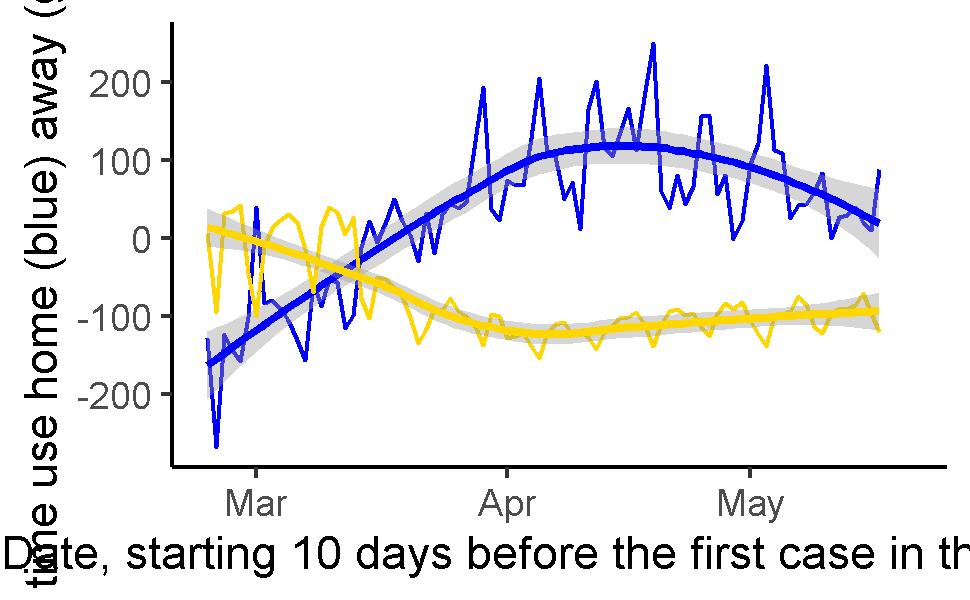 time use home (blue) away (
200
100
0
-100
-200
Mar
Apr
May
Date, starting 10 days before the first case in th